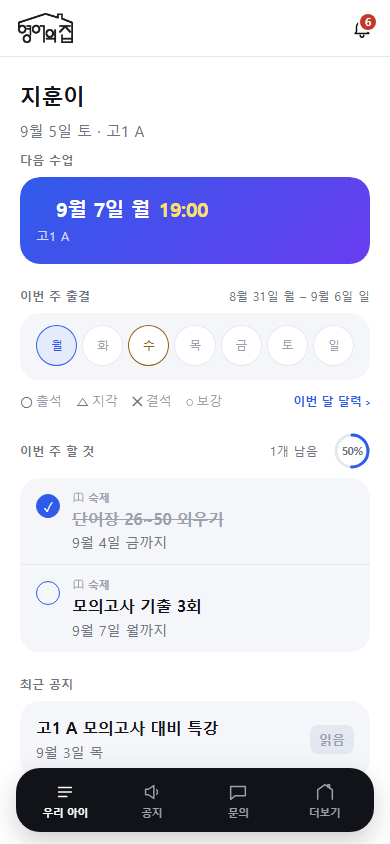 영어의집
6
지훈이
9월 5일 토 · 고1 A
다음 수업
9월 7일 월 19:00
고1 A
이번 주 출결
8월 31일 월 – 9월 6일 일
월 화 수 목 금 토 일
○ 출석 △ 지각 ✕ 결석 ○ 보강
이번 달 달력 ›
이번 주 할 것
1개 남음
50%
숙제
단어장 26~50 외우기
9월 4일 금까지
숙제
모의고사 기출 3회
9월 7일 월까지
최근 공지
고1 A 모의고사 대비 특강
9월 3일 목
읽음
우리 아이 공지 문의 더보기